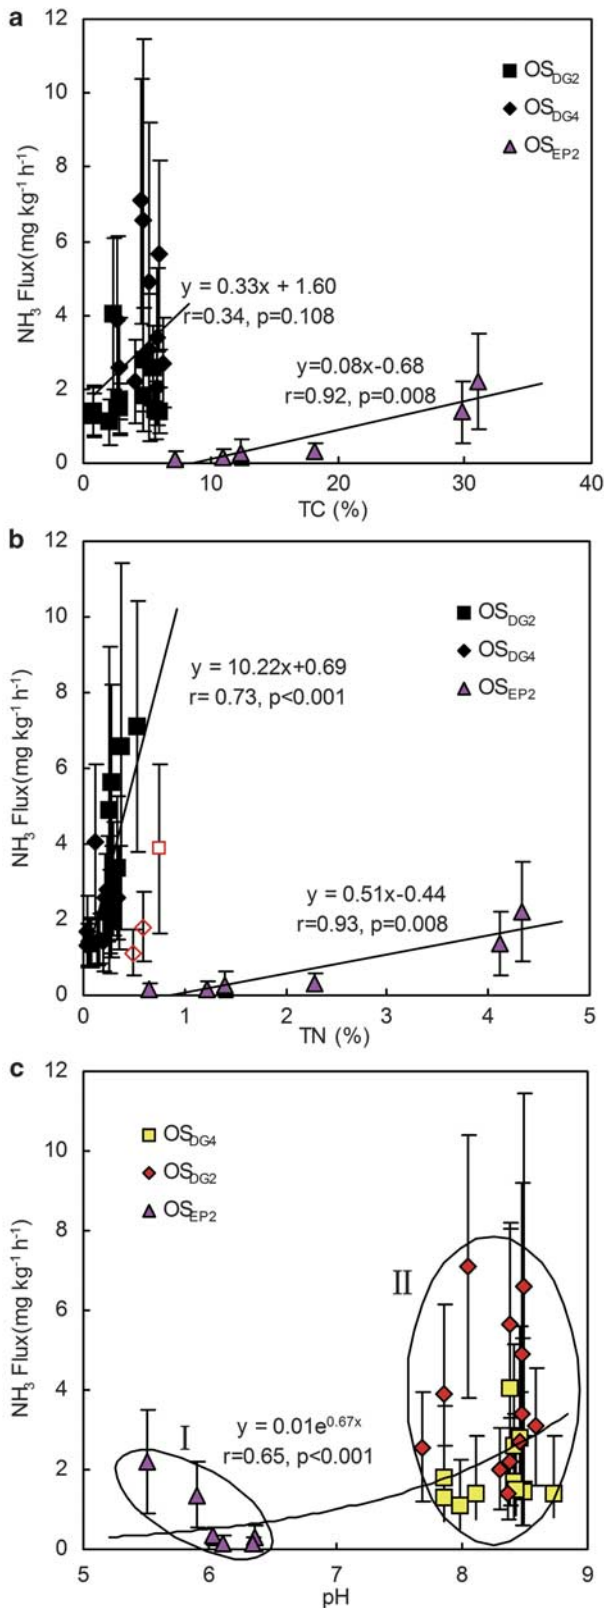 a
12
10
8
6
4
2
0
NH3 Flux(mg kg-1 h-1)
OSDG2
OSDG4
OSEP2
y = 0.33x + 1.60
r=0.34, p=0.108
y=0.08x-0.68
r=0.92, p=0.008
0 10 20 30 40
TC (%)
b
12
10
8
6
4
2
0
NH3 Flux(mg kg-1 h-1)
OSDG2
OSDG4
OSEP2
y = 10.22x+0.69
r= 0.73, p<0.001
y = 0.51x-0.44
r=0.93, p=0.008
0 1 2 3 4 5
TN (%)
c
12
10
8
6
4
2
0
NH3 Flux(mg kg-1 h-1)
OSDG4
OSDG2
OSEP2
II
I
y = 0.01e0.67x
r=0.65, p<0.001
5 6 7 8 9
pH